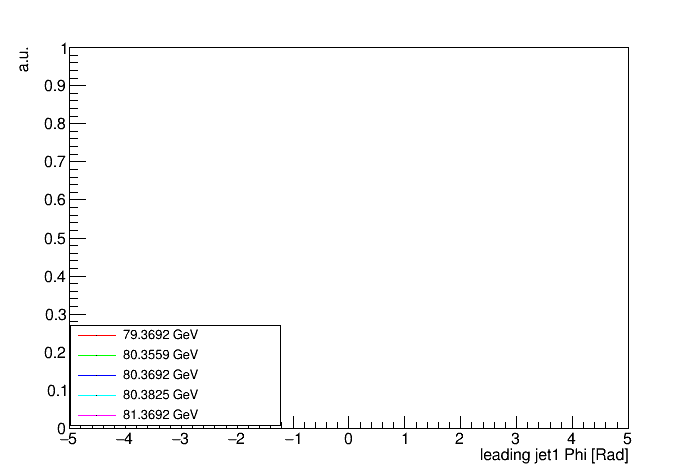 a.u.
1
0.9
0.8
0.7
0.6
0.5
0.4
0.3
0.2
0.1
0
79.3692 GeV
80.3559 GeV
80.3692 GeV
80.3825 GeV
81.3692 GeV
−5 −4 −3 −2 −1 0 1 2 3 4 5
leading jet1 Phi [Rad]